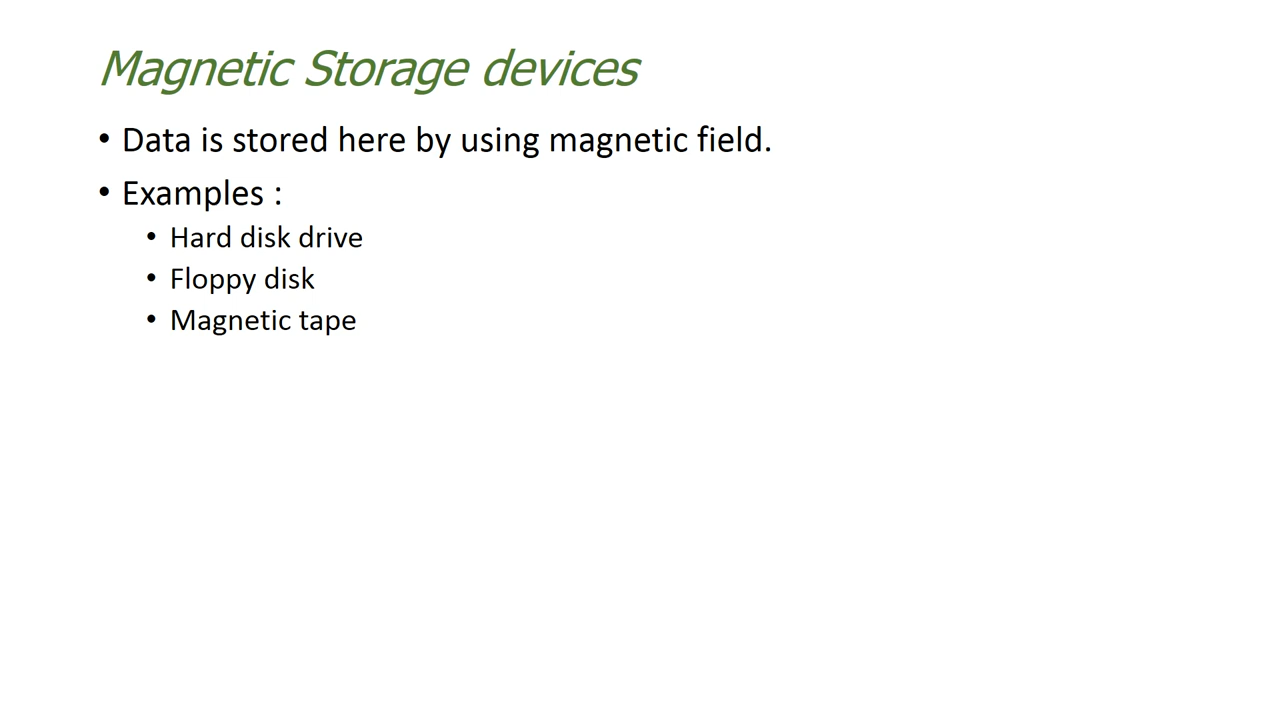 Magnetic Storage devices
• Data is stored here by using magnetic field.
• Examples :
• Hard disk drive
• Floppy disk
• Magnetic tape